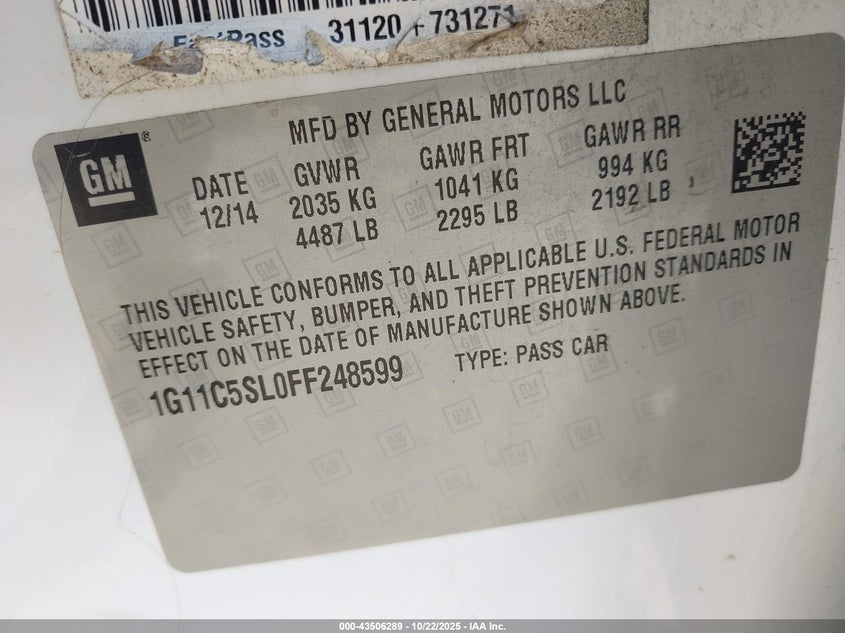 31120 + 731271
MFD BY GENERAL MOTORS LLC
GM®
DATE GVWR GAWR FRT GAWR RR
12/14 2035 KG 1041 KG 994 KG
4487 LB 2295 LB 2192 LB
THIS VEHICLE CONFORMS TO ALL APPLICABLE U.S. FEDERAL MOTOR
VEHICLE SAFETY, BUMPER, AND THEFT PREVENTION STANDARDS IN
EFFECT ON THE DATE OF MANUFACTURE SHOWN ABOVE.
1G11C5SL0FF248599 TYPE: PASS CAR
000-43506289 - 10/22/2025 - IAA Inc.